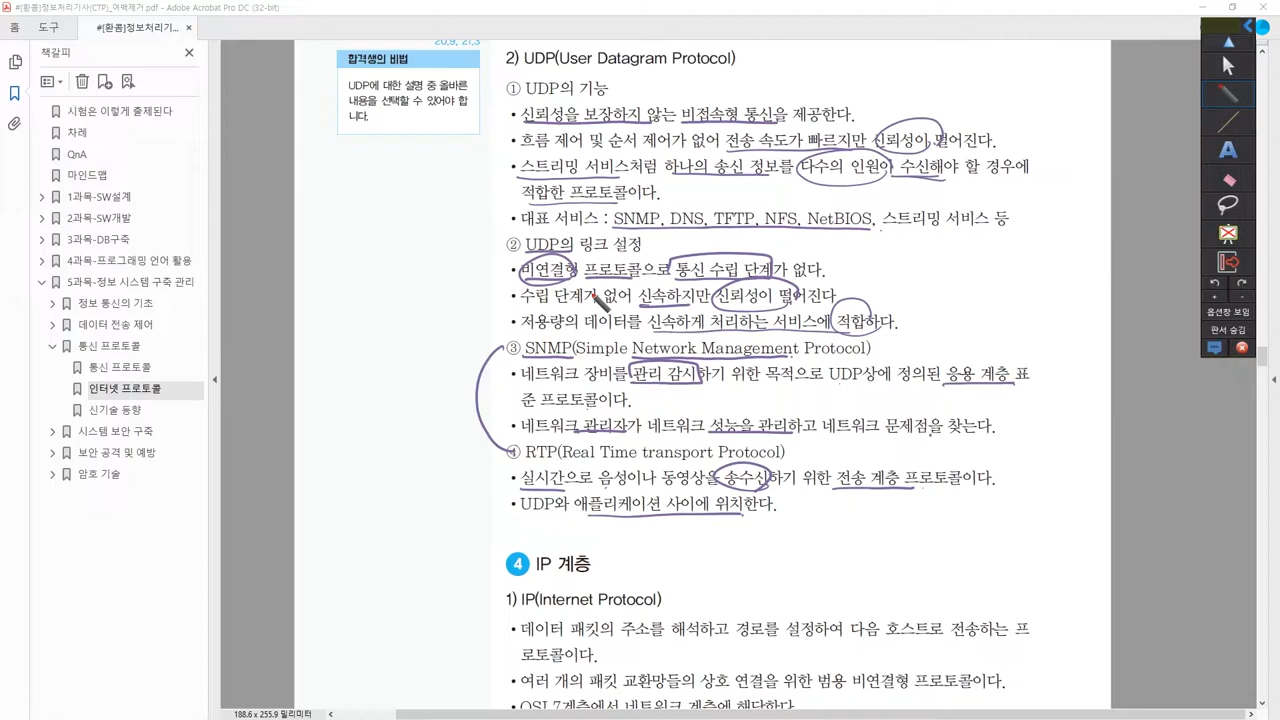 #[환콤]정보처리기사(CTP)_여백제거.pdf - Adobe Acrobat Pro DC (32-bit)
홈 도구 #[환콤]정보처리기... ×
책갈피
시험은 이렇게 출제된다
차례
QnA
마인드맵
1과목-SW설계
2과목-SW개발
3과목-DB구축
4과목-프로그래밍 언어 활용
5과목-정보 시스템 구축 관리
정보 통신의 기초
데이터 전송 제어
통신 프로토콜
통신 프로토콜
인터넷 프로토콜
신기술 동향
시스템 보안 구축
보안 공격 및 예방
암호 기술
20.9, 21.3
합격생의 비법
UDP에 대한 설명 중 올바른
내용을 선택할 수 있어야 합
니다.
2) UDP(User Datagram Protocol)
① UDP의 기능
• 신뢰성을 보장하지 않는 비접속형 통신을 제공한다.
• 흐름 제어 및 순서 제어가 없어 전송 속도가 빠르지만 신뢰성이 떨어진다.
• 스트리밍 서비스처럼 하나의 송신 정보를 다수의 인원이 수신해야 할 경우에
적합한 프로토콜이다.
• 대표 서비스 : SNMP, DNS, TFTP, NFS, NetBIOS, 스트리밍 서비스 등
② UDP의 링크 설정
• 비연결형 프로토콜으로 통신 수립 단계가 없다.
• 수립 단계가 없어 신속하지만 신뢰성이 떨어진다
• 저용량의 데이터를 신속하게 처리하는 서비스에 적합하다.
③ SNMP(Simple Network Management Protocol)
• 네트워크 장비를 관리 감시하기 위한 목적으로 UDP상에 정의된 응용 계층 표
준 프로토콜이다.
• 네트워크 관리자가 네트워크 성능을 관리하고 네트워크 문제점을 찾는다.
④ RTP(Real Time transport Protocol)
• 실시간으로 음성이나 동영상을 송수신하기 위한 전송 계층 프로토콜이다.
• UDP와 애플리케이션 사이에 위치한다.
4 IP 계층
1) IP(Internet Protocol)
• 데이터 패킷의 주소를 해석하고 경로를 설정하여 다음 호스트로 전송하는 프
로토콜이다.
• 여러 개의 패킷 교환망들의 상호 연결을 위한 범용 비연결형 프로토콜이다.
• OSI 7계층에서 네트워크 계층에 해당한다.
188.6 x 255.9 밀리미터
옵션창 보임
판서 숨김